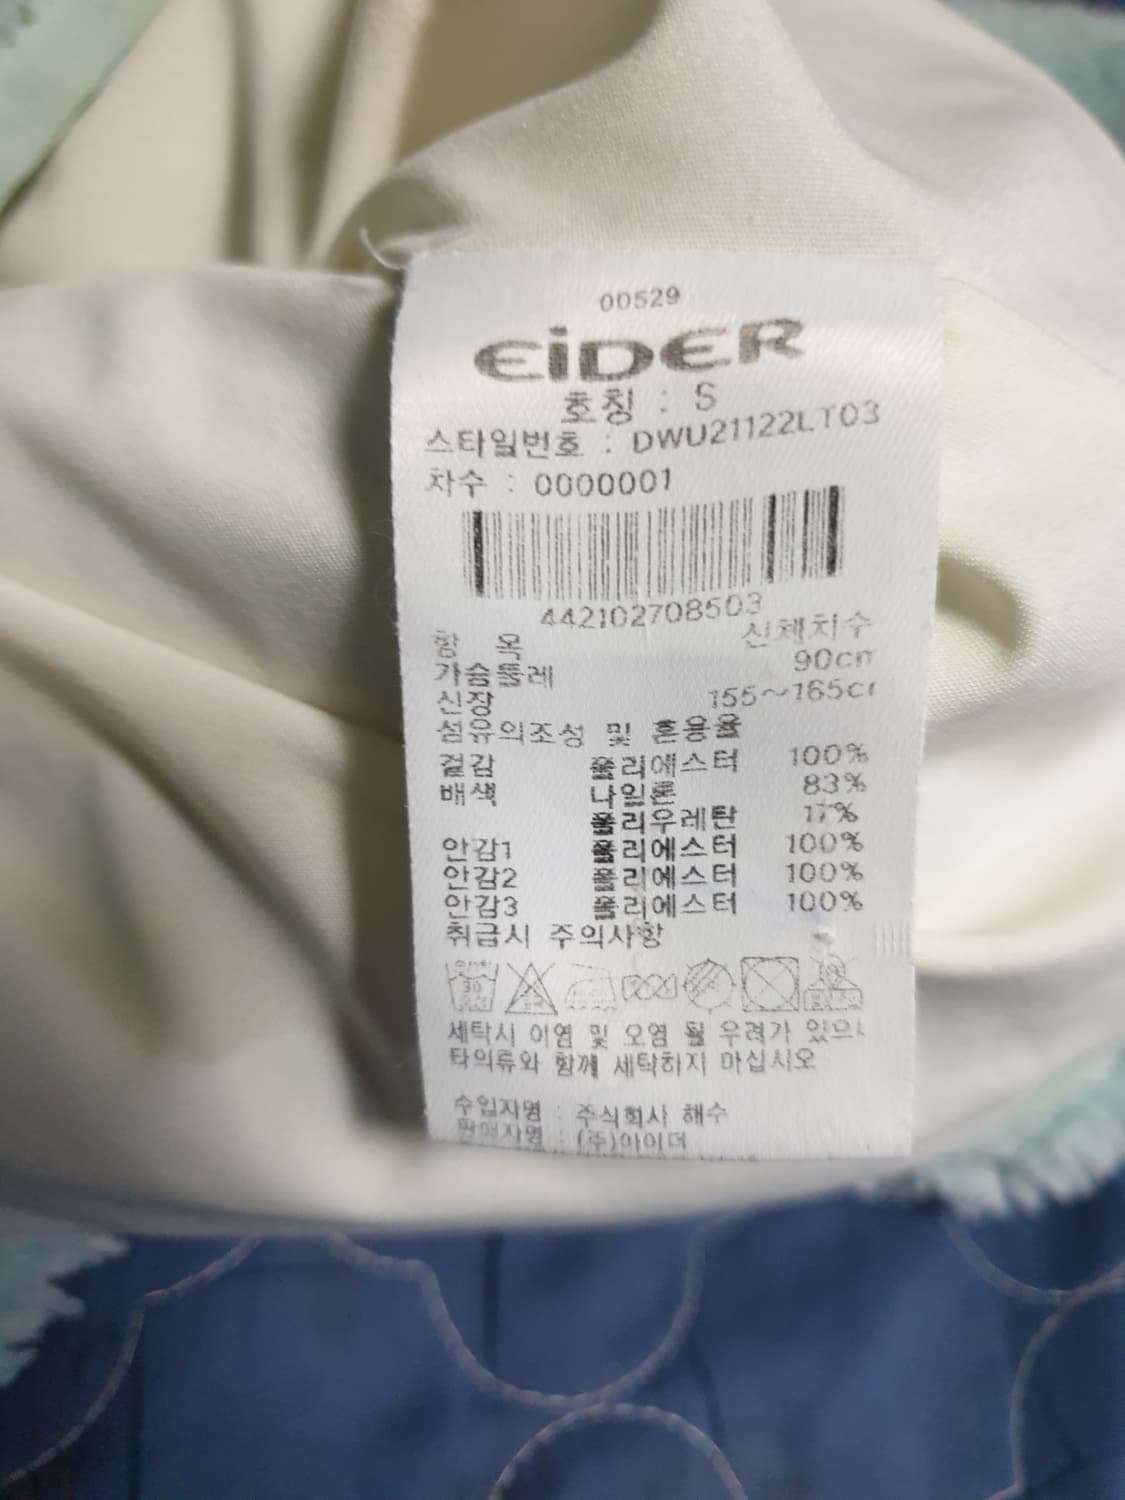 00529
EiDER
호칭 : S
스타일번호 : DWU21122LT03
차수 : 0000001
442102708503
항 목 신체치수
가슴둘레 90cm
신장 155~165c
섬유의조성 및 혼용율
겉감 폴리에스터 100%
배색 나일론 83%
폴리우레탄 17%
안감1 폴리에스터 100%
안감2 폴리에스터 100%
안감3 폴리에스터 100%
취급시 주의사항
30
세탁시 이염 및 오염 될 우려가 있으
타의류와 함께 세탁하지 마십시오
수입자명 : 주식회사 해수
판매자명 : (주)아이더